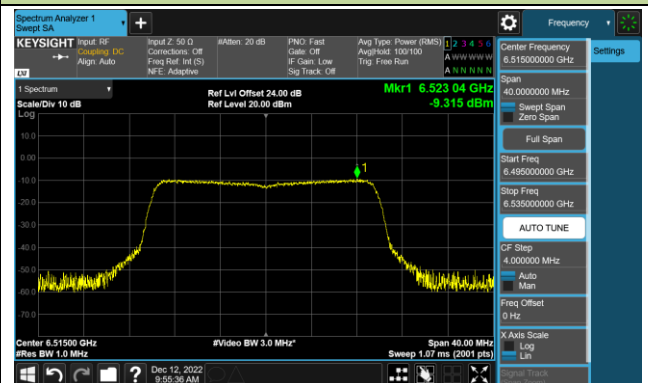 Spectrum Analyzer 1
Swept SA
Frequency
KEYSIGHT
Input: RF
Coupling: DC
Align: Auto
Input Z: 50 Ω
Corrections: Off
Freq Ref: Int (S)
NFE: Adaptive
#Atten: 20 dB
PNO: Fast
Gate: Off
IF Gain: Low
Sig Track: Off
Avg Type: Power (RMS)
Avg|Hold: 100/100
Trig: Free Run
1 2 3 4 5 6
A W W W W W
A N N N N N
LXI
Center Frequency
6.515000000 GHz
Settings
Span
40.0000000 MHz
Swept Span
Zero Span
Full Span
Start Freq
6.495000000 GHz
Stop Freq
6.535000000 GHz
AUTO TUNE
CF Step
4.000000 MHz
Auto
Man
Freq Offset
0 Hz
X Axis Scale
Log
Lin
Signal Track
1 Spectrum
Scale/Div 10 dB
Log
Ref Lvl Offset 24.00 dB
Ref Level 20.00 dBm
Mkr1 6.523 04 GHz
-9.315 dBm
10.0
0.00
-10.0
-20.0
-30.0
-40.0
-50.0
-60.0
-70.0
1
Center 6.51500 GHz
#Res BW 1.0 MHz
#Video BW 3.0 MHz*
Span 40.00 MHz
Sweep 1.07 ms (2001 pts)
?
Dec 12, 2022
9:55:36 AM